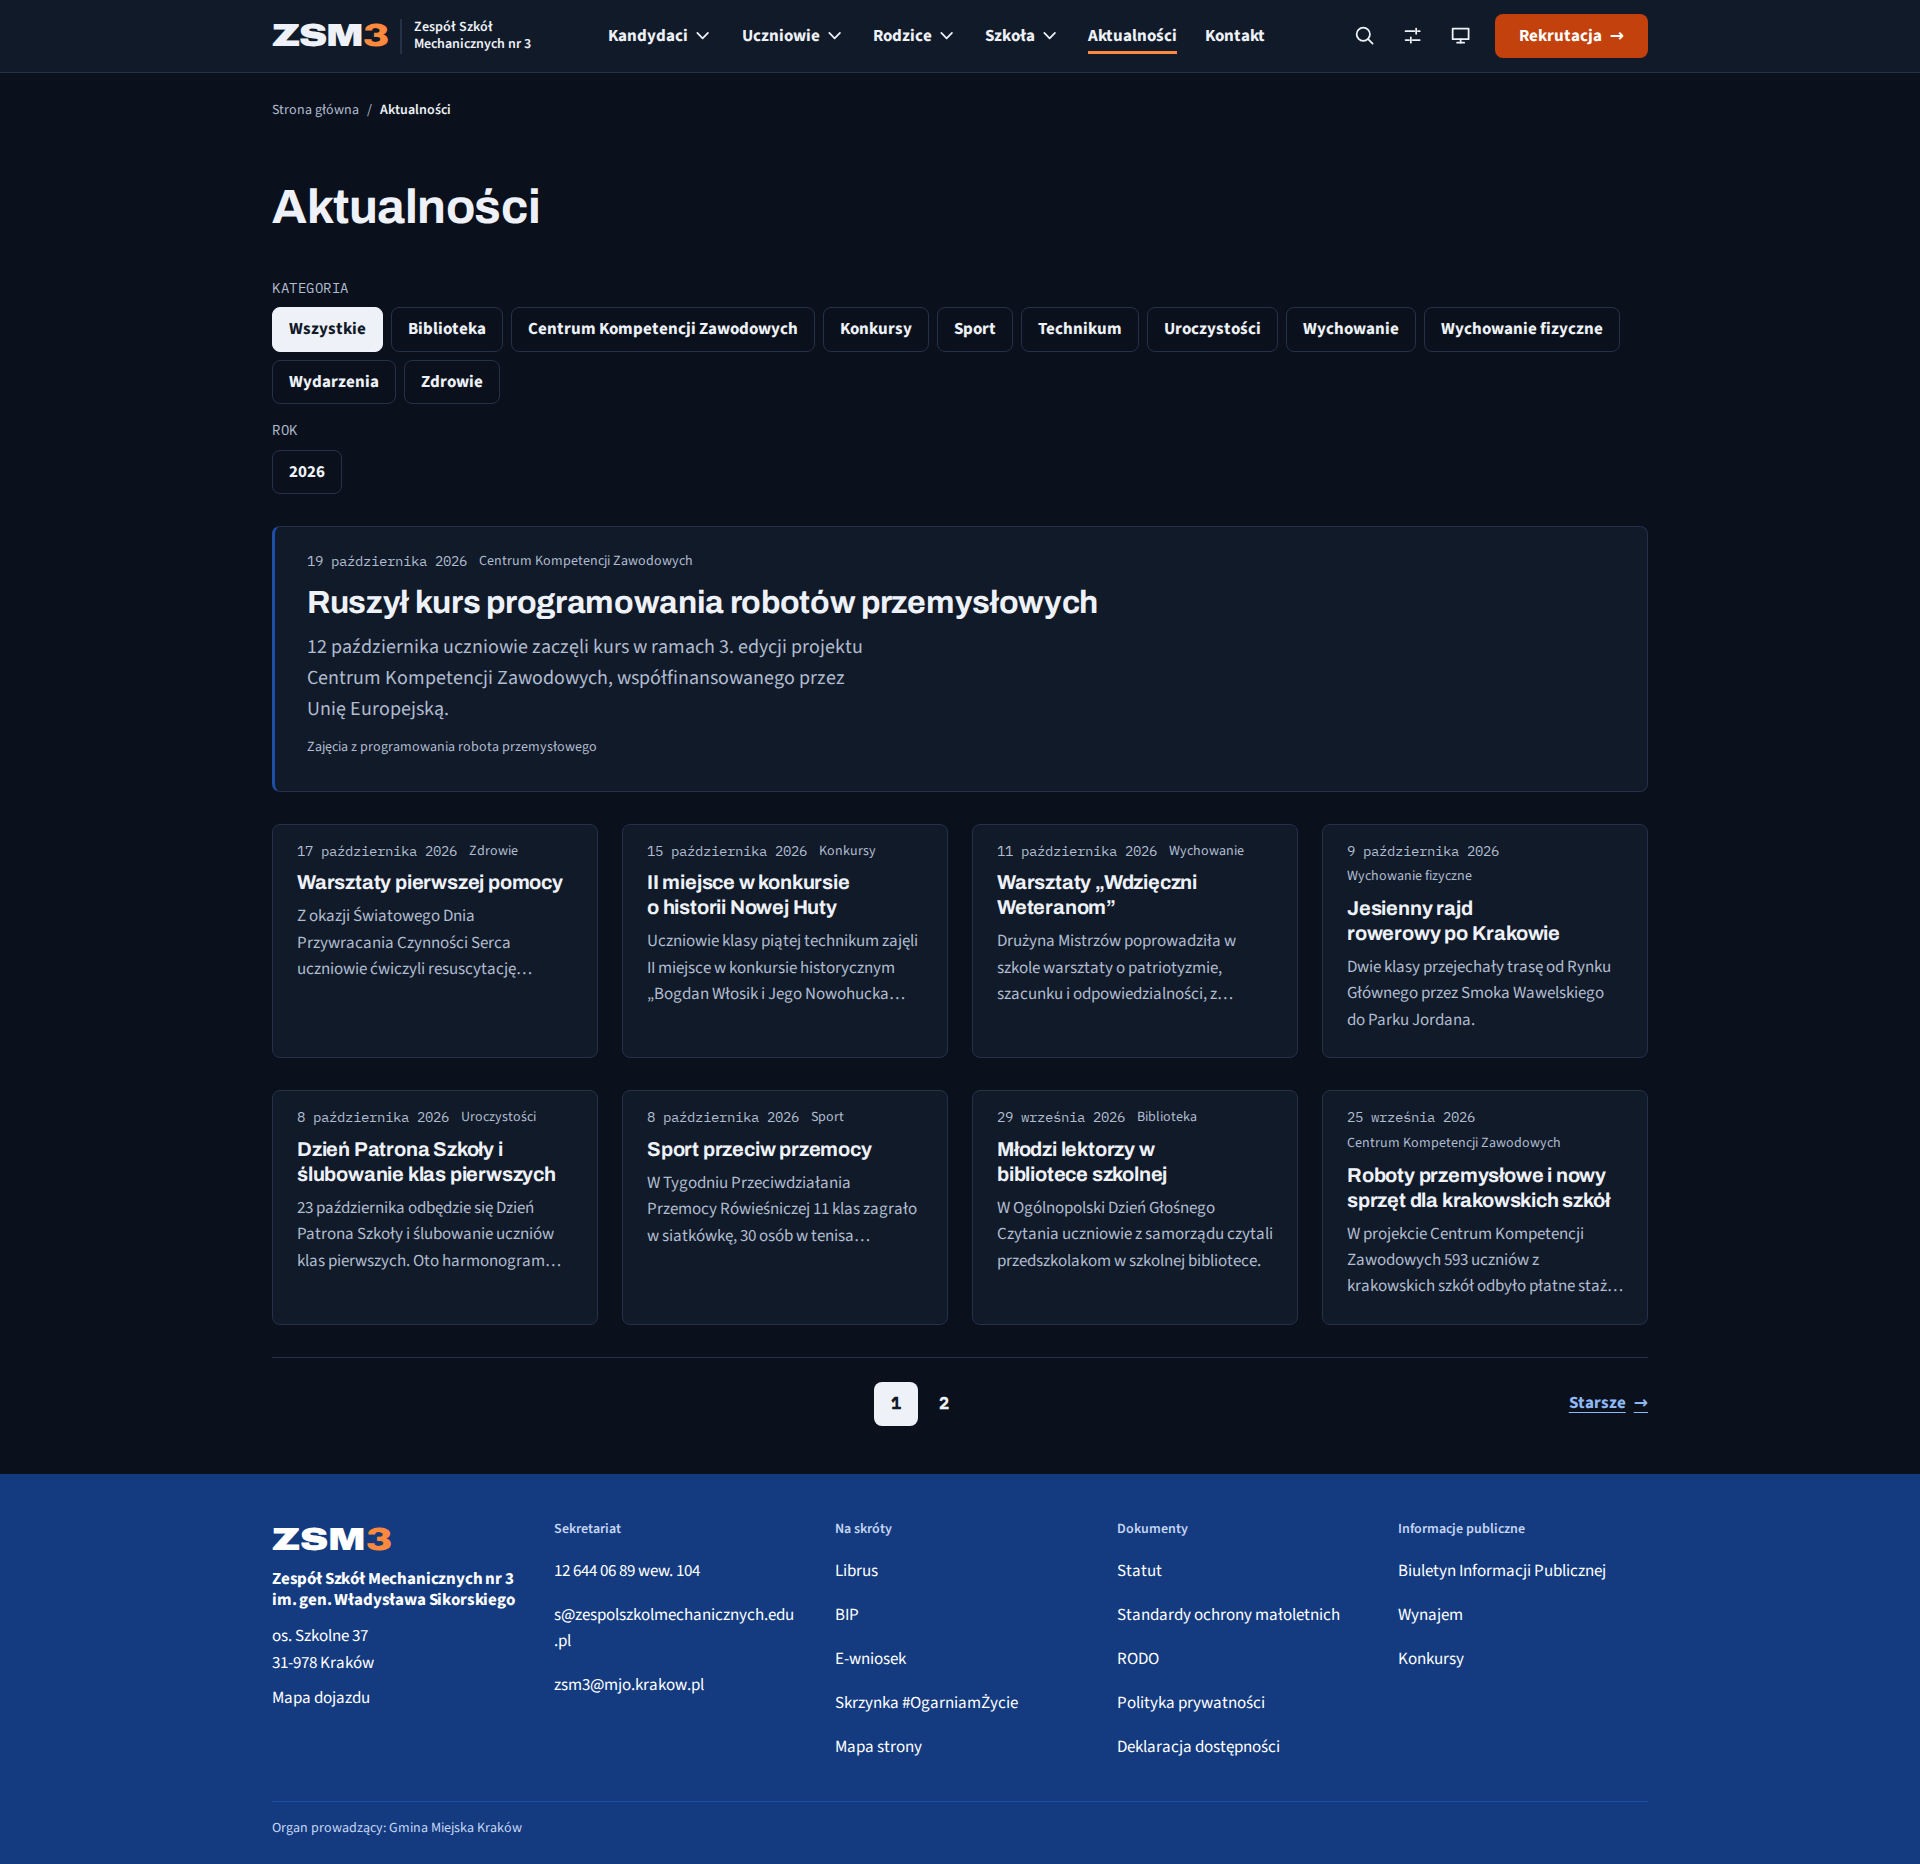 ZSM3
Zespół Szkół
Mechanicznych nr 3
Kandydaci
Uczniowie
Rodzice
Szkoła
Aktualności
Kontakt
Rekrutacja →
Strona główna / Aktualności
Aktualności
KATEGORIA
Wszystkie
Biblioteka
Centrum Kompetencji Zawodowych
Konkursy
Sport
Technikum
Uroczystości
Wychowanie
Wychowanie fizyczne
Wydarzenia
Zdrowie
ROK
2026
19 października 2026 Centrum Kompetencji Zawodowych
Ruszył kurs programowania robotów przemysłowych
12 października uczniowie zaczęli kurs w ramach 3. edycji projektu
Centrum Kompetencji Zawodowych, współfinansowanego przez
Unię Europejską.
Zajęcia z programowania robota przemysłowego
17 października 2026 Zdrowie
Warsztaty pierwszej pomocy
Z okazji Światowego Dnia
Przywracania Czynności Serca
uczniowie ćwiczyli resuscytację…
15 października 2026 Konkursy
II miejsce w konkursie
o historii Nowej Huty
Uczniowie klasy piątej technikum zajęli
II miejsce w konkursie historycznym
„Bogdan Włosik i Jego Nowohucka…
11 października 2026 Wychowanie
Warsztaty „Wdzięczni
Weteranom”
Drużyna Mistrzów poprowadziła w
szkole warsztaty o patriotyzmie,
szacunku i odpowiedzialności, z…
9 października 2026
Wychowanie fizyczne
Jesienny rajd
rowerowy po Krakowie
Dwie klasy przejechały trasę od Rynku
Głównego przez Smoka Wawelskiego
do Parku Jordana.
8 października 2026 Uroczystości
Dzień Patrona Szkoły i
ślubowanie klas pierwszych
23 października odbędzie się Dzień
Patrona Szkoły i ślubowanie uczniów
klas pierwszych. Oto harmonogram…
8 października 2026 Sport
Sport przeciw przemocy
W Tygodniu Przeciwdziałania
Przemocy Rówieśniczej 11 klas zagrało
w siatkówkę, 30 osób w tenisa…
29 września 2026 Biblioteka
Młodzi lektorzy w
bibliotece szkolnej
W Ogólnopolski Dzień Głośnego
Czytania uczniowie z samorządu czytali
przedszkolakom w szkolnej bibliotece.
25 września 2026
Centrum Kompetencji Zawodowych
Roboty przemysłowe i nowy
sprzęt dla krakowskich szkół
W projekcie Centrum Kompetencji
Zawodowych 593 uczniów z
krakowskich szkół odbyło płatne staż…
1
2
Starsze →
ZSM3
Zespół Szkół Mechanicznych nr 3
im. gen. Władysława Sikorskiego
os. Szkolne 37
31-978 Kraków
Mapa dojazdu
Sekretariat
12 644 06 89 wew. 104
s@zespolszkolmechanicznych.edu
.pl
zsm3@mjo.krakow.pl
Na skróty
Librus
BIP
E-wniosek
Skrzynka #OgarniamŻycie
Mapa strony
Dokumenty
Statut
Standardy ochrony małoletnich
RODO
Polityka prywatności
Deklaracja dostępności
Informacje publiczne
Biuletyn Informacji Publicznej
Wynajem
Konkursy
Organ prowadzący: Gmina Miejska Kraków